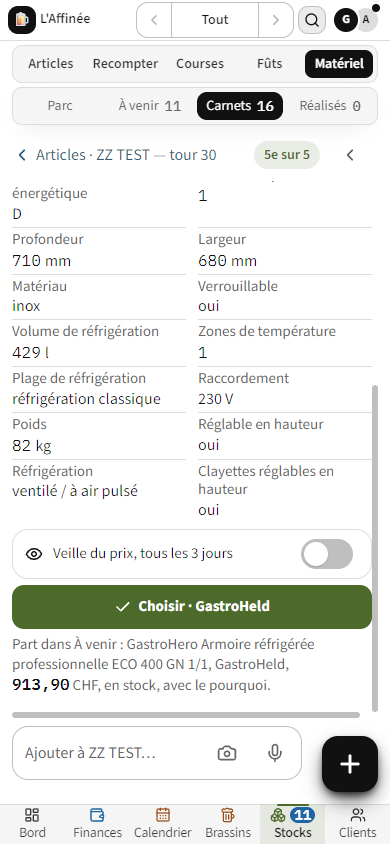 L'Affinée
Tout
G
A
Articles
Recompter
Courses
Fûts
Matériel
Parc
À venir 11
Carnets 16
Réalisés 0
Articles · ZZ TEST — tour 30
5e sur 5
énergétique
D
1
Profondeur
710 mm
Largeur
680 mm
Matériau
inox
Verrouillable
oui
Volume de réfrigération
429 l
Zones de température
1
Plage de réfrigération
réfrigération classique
Raccordement
230 V
Poids
82 kg
Réglable en hauteur
oui
Réfrigération
ventilé / à air pulsé
Clayettes réglables en
hauteur
oui
Veille du prix, tous les 3 jours
Choisir · GastroHeld
Part dans À venir : GastroHero Armoire réfrigérée
professionnelle ECO 400 GN 1/1, GastroHeld,
913,90 CHF, en stock, avec le pourquoi.
Ajouter à ZZ TEST…
Bord
Finances
Calendrier
Brassins
11
Stocks
Clients